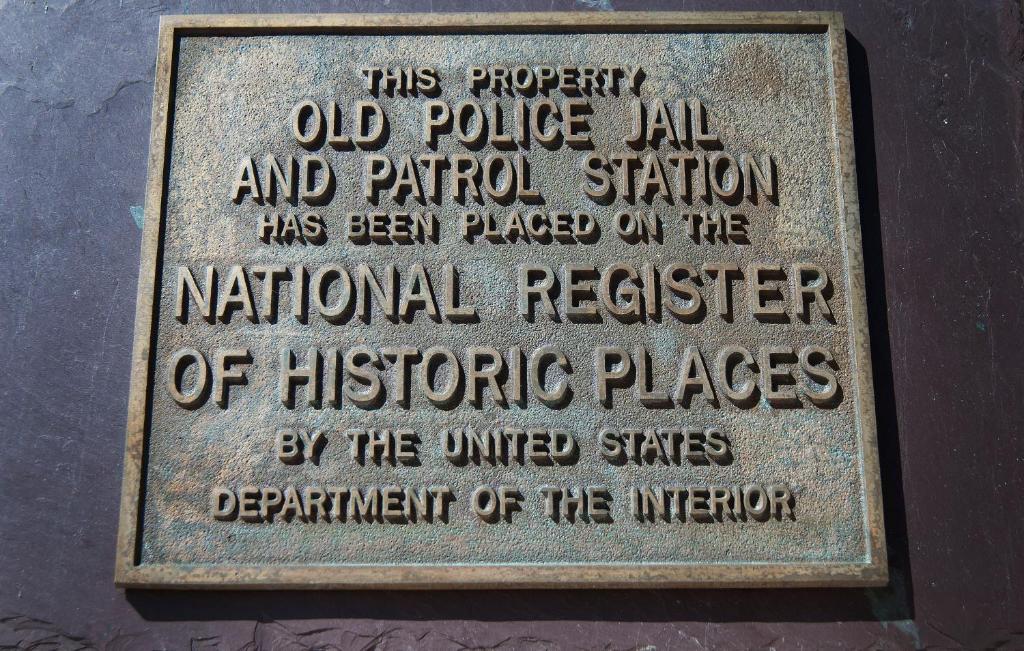 THIS PROPERTY
OLD POLICE JAIL
AND PATROL STATION
HAS BEEN PLACED ON THE
NATIONAL REGISTER
OF HISTORIC PLACES
BY THE UNITED STATES
DEPARTMENT OF THE INTERIOR